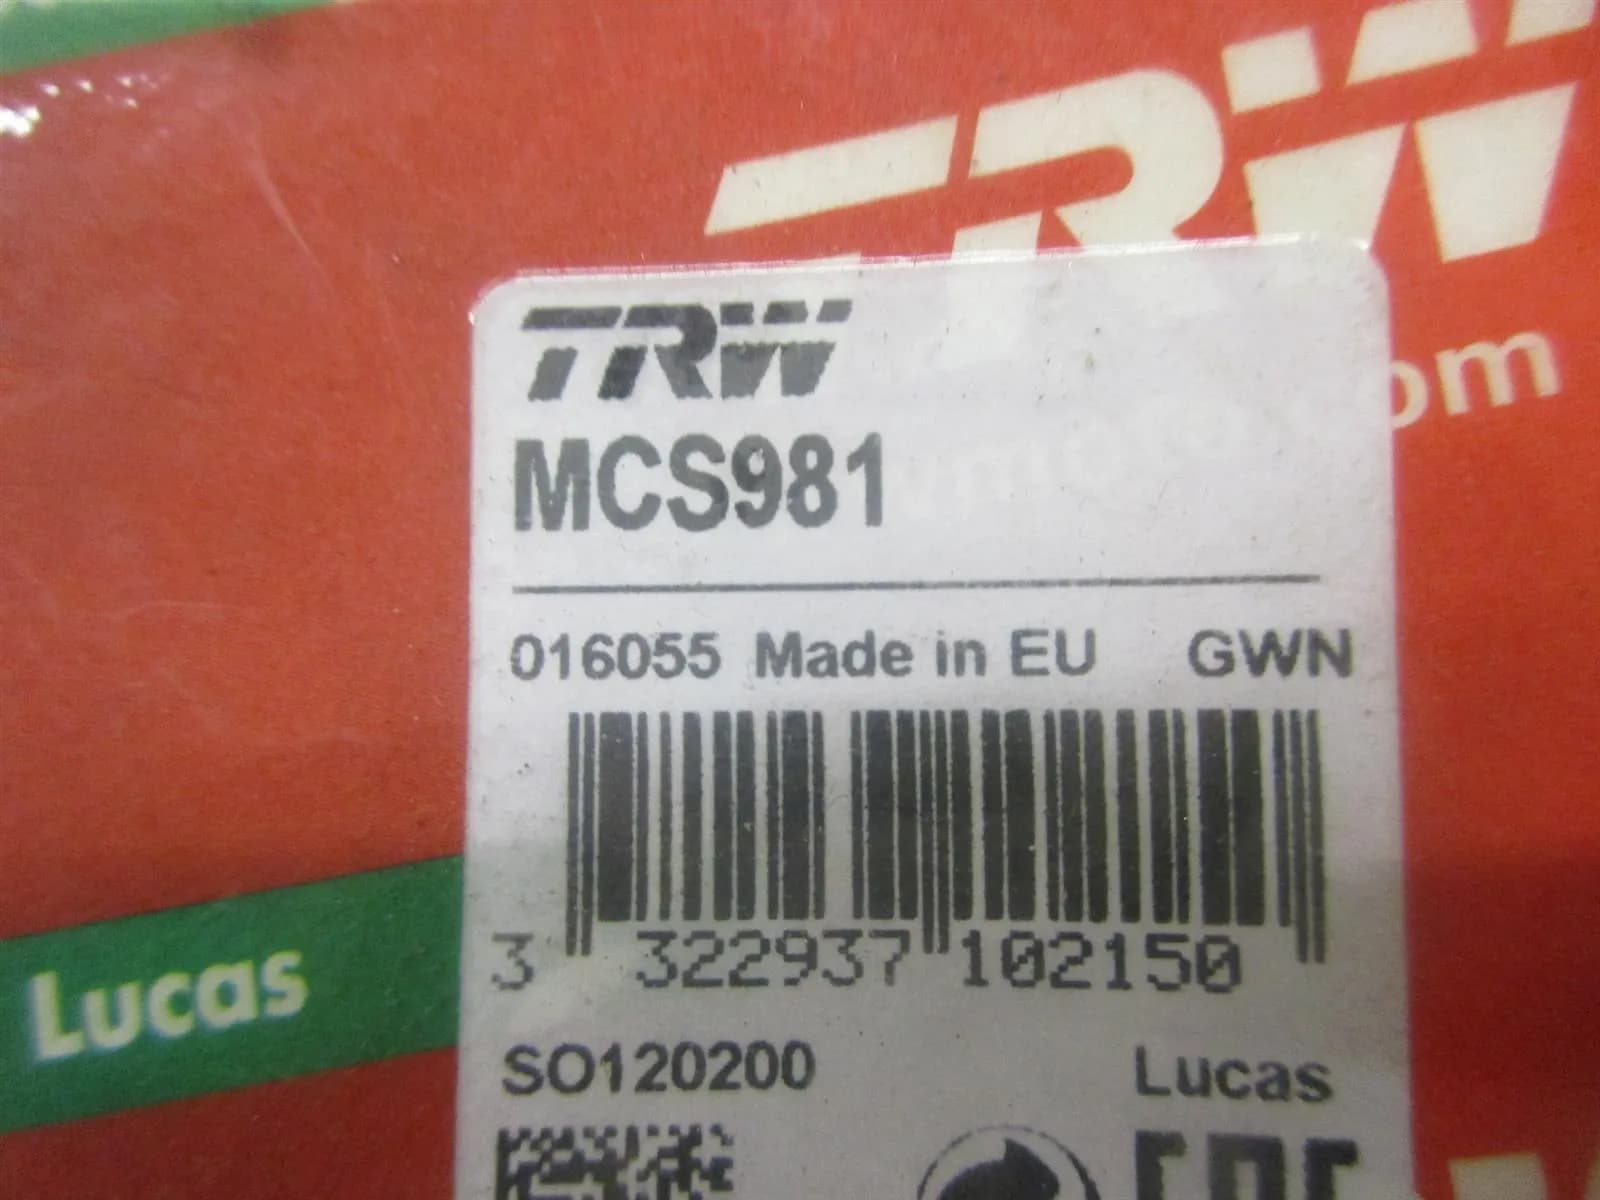 TRW
om
TRW
MCS981
016055 Made in EU GWN
3 322937 102150
Lucas
SO120200 Lucas